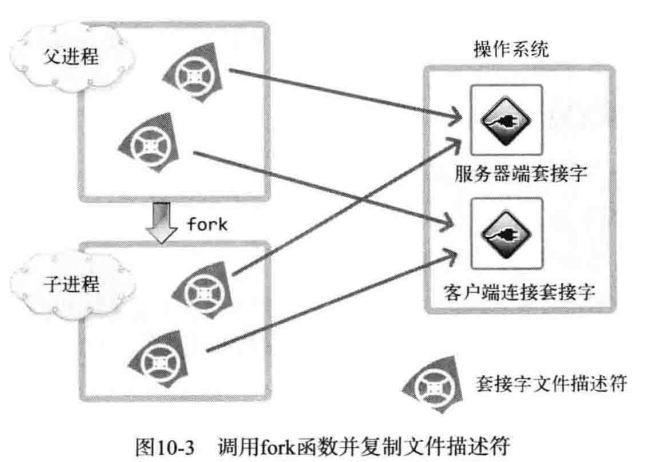 父进程
操作系统
服务器端套接字
fork
子进程
客户端连接套接字
套接字文件描述符
图10-3 调用fork函数并复制文件描述符